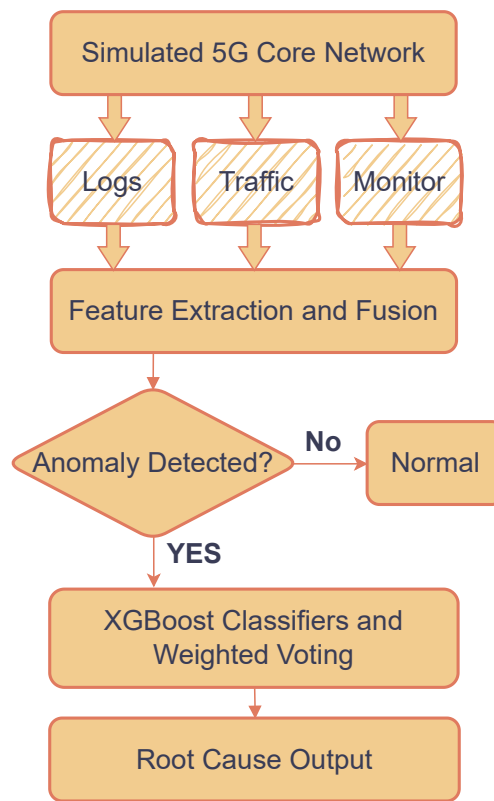 Simulated 5G Core Network
Logs
Traffic
Monitor
Feature Extraction and Fusion
Anomaly Detected?
No
Normal
YES
XGBoost Classifiers and
Weighted Voting
Root Cause Output